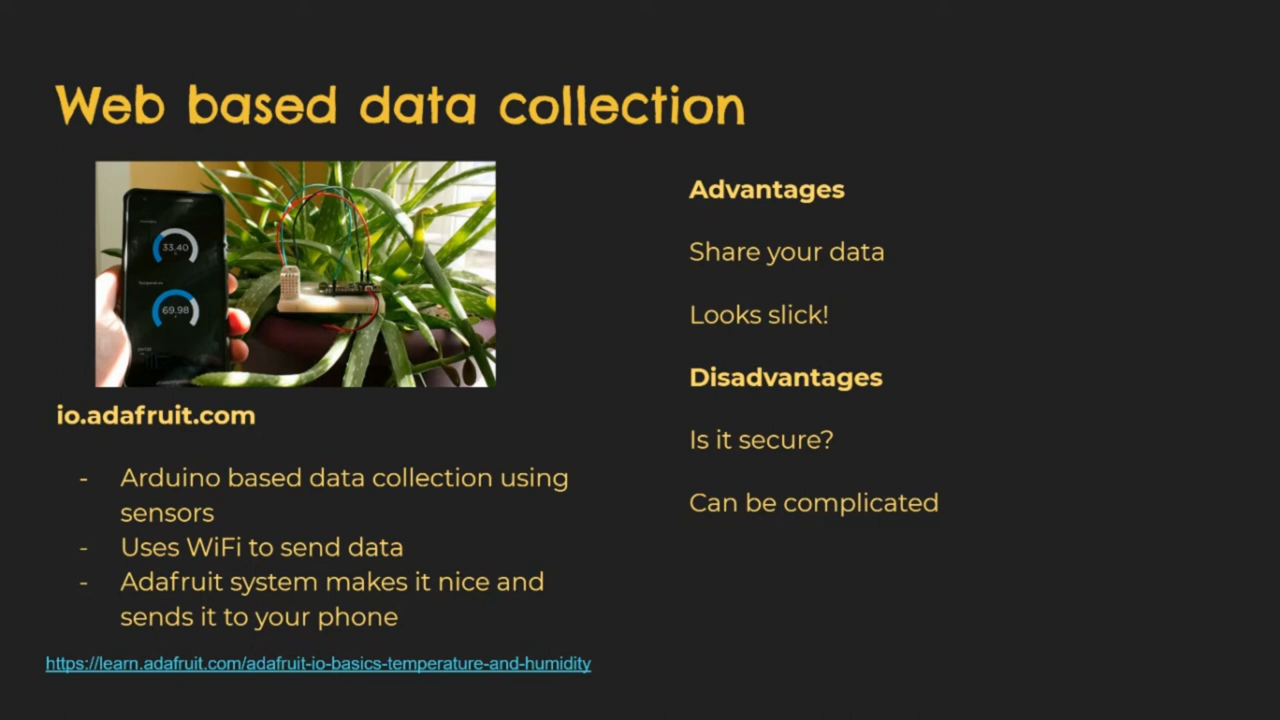 Web based data collection
33.40
Temperature
69.98
io.adafruit.com
- Arduino based data collection using
sensors
- Uses WiFi to send data
- Adafruit system makes it nice and
sends it to your phone
https://learn.adafruit.com/adafruit-io-basics-temperature-and-humidity
Advantages
Share your data
Looks slick!
Disadvantages
Is it secure?
Can be complicated